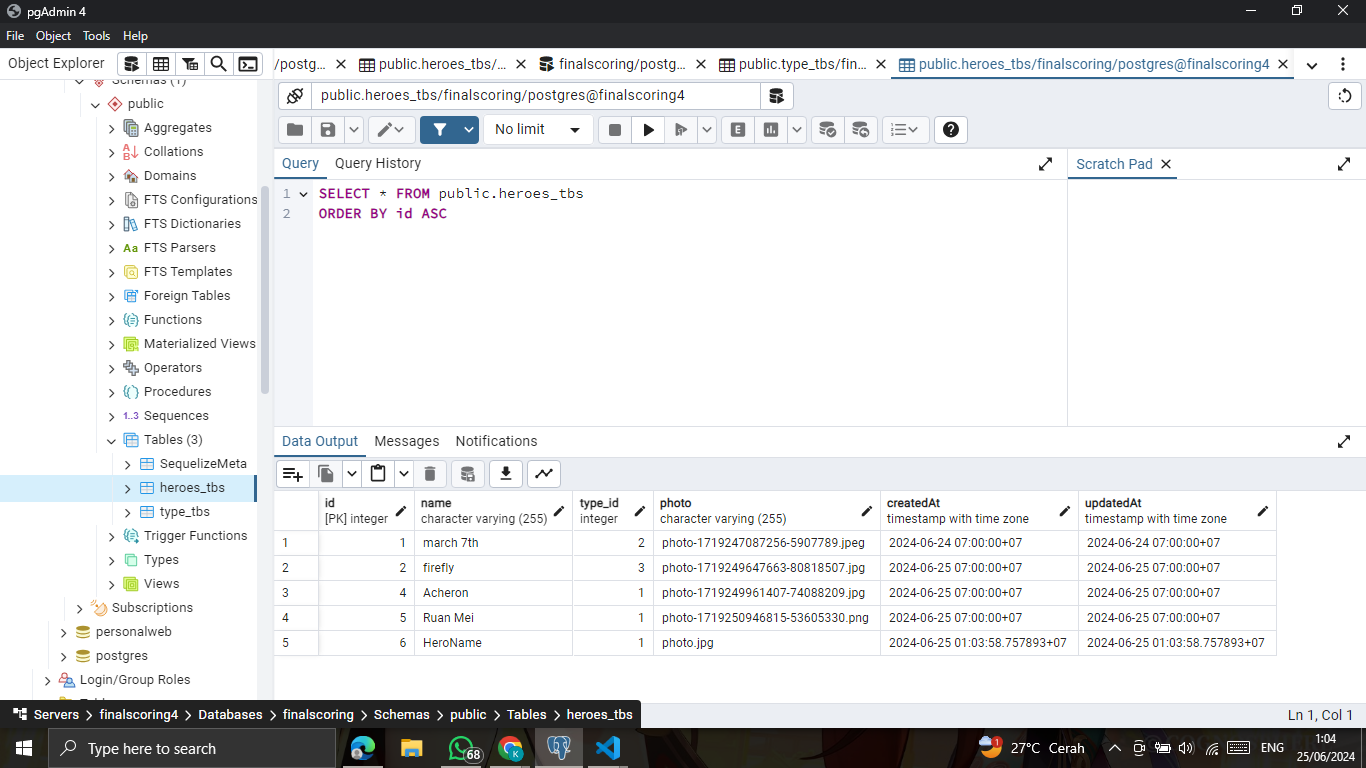 pgAdmin 4
File Object Tools Help
Object Explorer
/postg...
public.heroes_tbs/...
finalscoring/postg...
public.type_tbs/fin...
public.heroes_tbs/finalscoring/postgres@finalscoring4
public.heroes_tbs/finalscoring/postgres@finalscoring4
No limit
E
Query Query History
Scratch Pad
1 SELECT * FROM public.heroes_tbs
2 ORDER BY id ASC
Schemas (1)
public
Aggregates
Collations
Domains
FTS Configurations
FTS Dictionaries
Aa FTS Parsers
FTS Templates
Foreign Tables
Functions
Materialized Views
Operators
Procedures
1..3 Sequences
Tables (3)
SequelizeMeta
heroes_tbs
type_tbs
Trigger Functions
Types
Views
Subscriptions
personalweb
postgres
Login/Group Roles
Data Output Messages Notifications
id name type_id photo createdAt updatedAt
[PK] integer character varying (255) integer character varying (255) timestamp with time zone timestamp with time zone
1 1 march 7th 2 photo-1719247087256-5907789.jpeg 2024-06-24 07:00:00+07 2024-06-24 07:00:00+07
2 2 firefly 3 photo-1719249647663-80818507.jpg 2024-06-25 07:00:00+07 2024-06-25 07:00:00+07
3 4 Acheron 1 photo-1719249961407-74088209.jpg 2024-06-25 07:00:00+07 2024-06-25 07:00:00+07
4 5 Ruan Mei 1 photo-1719250946815-53605330.png 2024-06-25 07:00:00+07 2024-06-25 07:00:00+07
5 6 HeroName 1 photo.jpg 2024-06-25 01:03:58.757893+07 2024-06-25 01:03:58.757893+07
Servers > finalscoring4 > Databases > finalscoring > Schemas > public > Tables > heroes_tbs
Ln 1, Col 1
Type here to search
68
K
1
27°C Cerah
ENG
1:04
25/06/2024